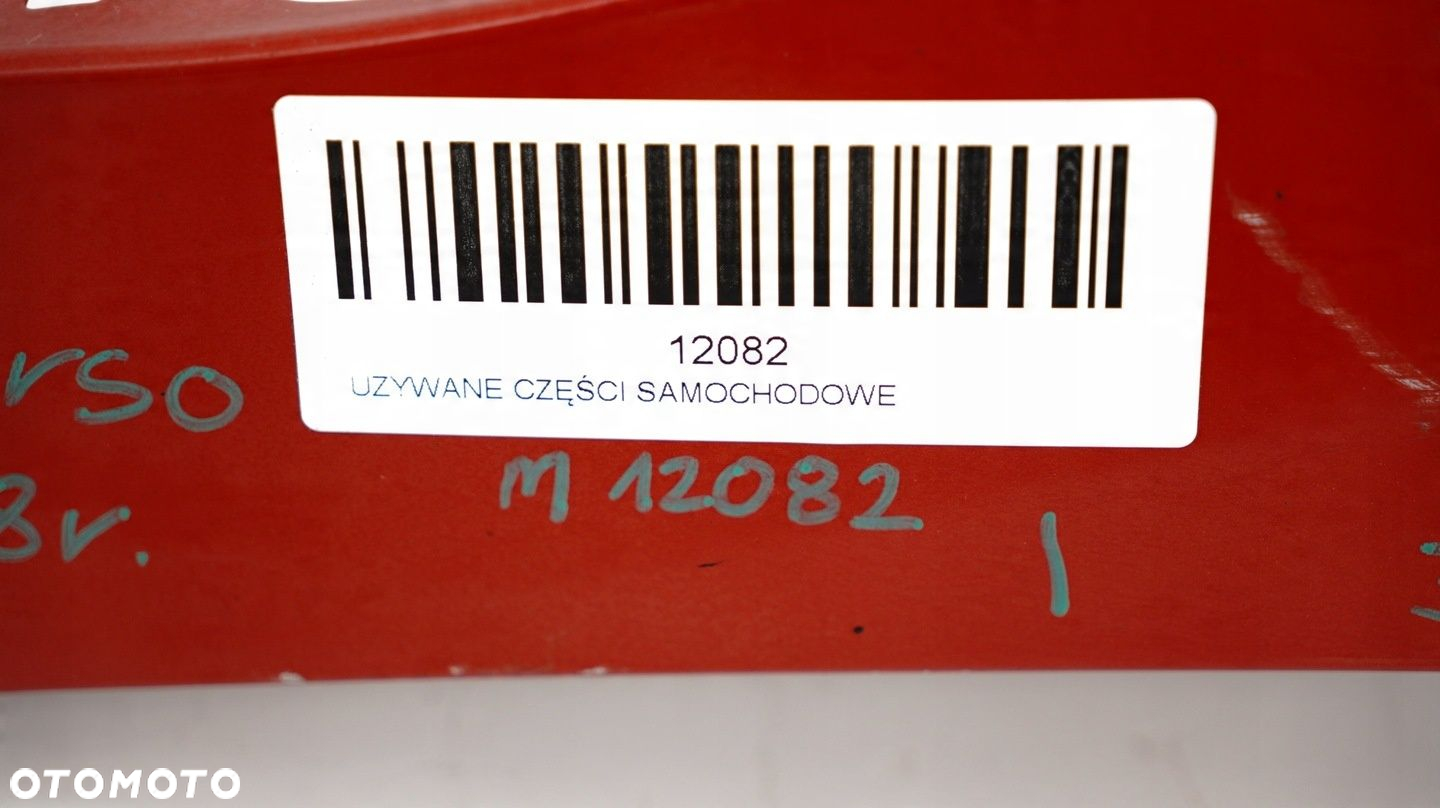 12082
UZYWANE CZĘŚCI SAMOCHODOWE
rso
M 12082
8r.
OTOMOTO